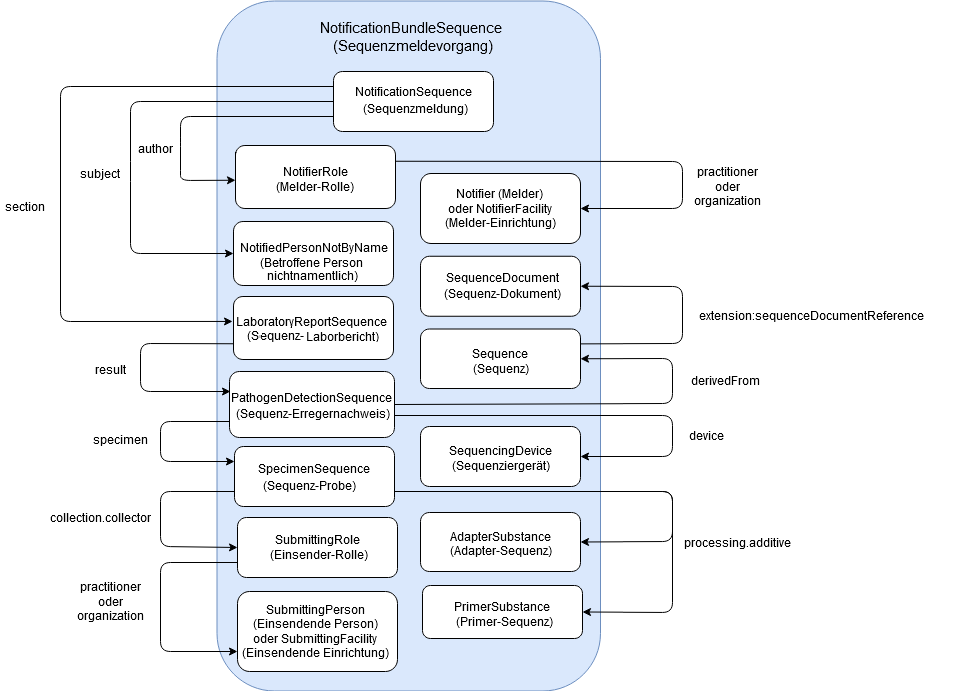 NotificationBundleSequence
(Sequenzmeldevorgang)
NotificationSequence
(Sequenzmeldung)
author
subject
section
NotifierRole
(Melder-Rolle)
practitioner
oder
organization
Notifier (Melder)
oder NotifierFacility
(Melder-Einrichtung)
NotifiedPersonNotByName
(Betroffene Person
nichtnamentlich)
SequenceDocument
(Sequenz-Dokument)
extension:sequenceDocumentReference
LaboratoryReportSequence
(Sequenz-Laborbericht)
Sequence
(Sequenz)
result
derivedFrom
PathogenDetectionSequence
(Sequenz-Erregernachweis)
specimen
device
SequencingDevice
(Sequenziergerät)
SpecimenSequence
(Sequenz-Probe)
collection.collector
processing.additive
SubmittingRole
(Einsender-Rolle)
AdapterSubstance
(Adapter-Sequenz)
practitioner
oder
organization
SubmittingPerson
(Einsendende Person)
oder SubmittingFacility
(Einsendende Einrichtung)
PrimerSubstance
(Primer-Sequenz)